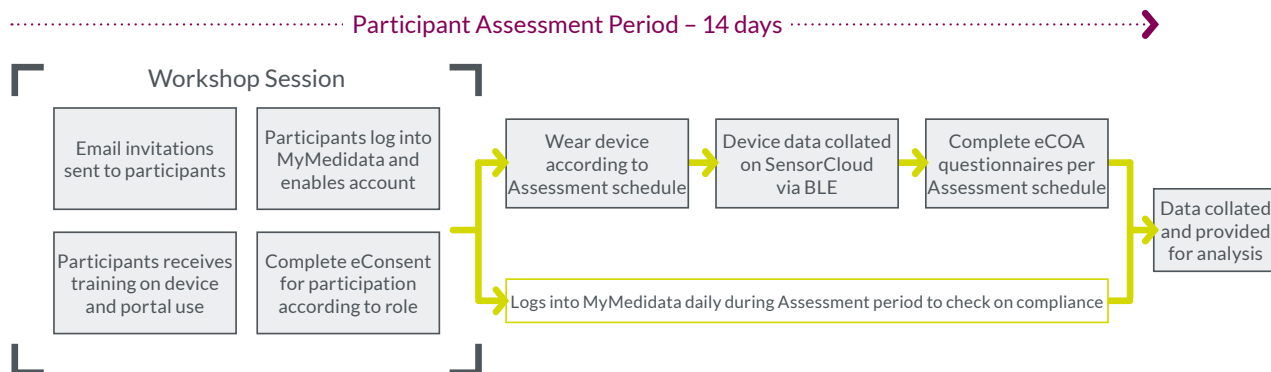 Participant Assessment Period – 14 days
Workshop Session
Email invitations
sent to participants
Participants log into
MyMedidata and
enables account
Participants receives
training on device
and portal use
Complete eConsent
for participation
according to role
Wear device
according to
Assessment schedule
Device data collated
on SensorCloud
via BLE
Complete eCOA
questionnaires per
Assessment schedule
Logs into MyMedidata daily during Assessment period to check on compliance
Data collated
and provided
for analysis